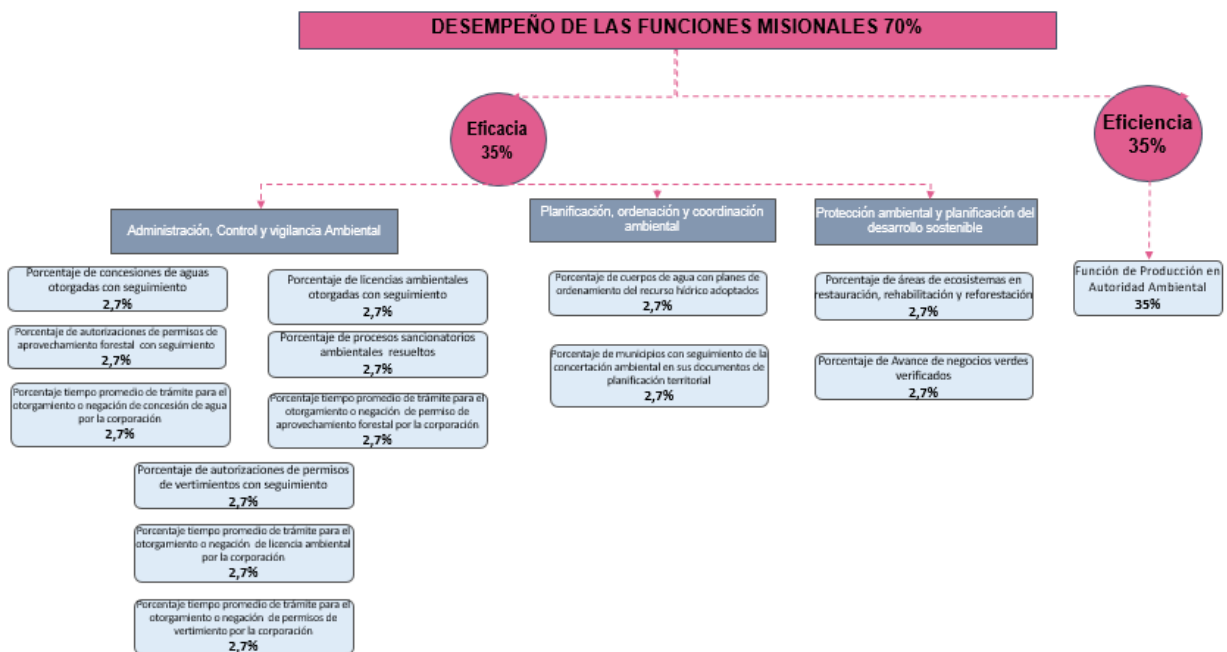 DESEMPEÑO DE LAS FUNCIONES MISIONALES 70%
Eficacia
35%
Eficiencia
35%
Administración, Control y vigilancia Ambiental
Porcentaje de concesiones de aguas
otorgadas con seguimiento
2,7%
Porcentaje de licencias ambientales
otorgadas con seguimiento
2,7%
Porcentaje de autorizaciones de permisos de
aprovechamiento forestal con seguimiento
2,7%
Porcentaje de procesos sancionatorios
ambientales resueltos
2,7%
Porcentaje tiempo promedio de trámite para el
otorgamiento o negación de concesión de agua
por la corporación
2,7%
Porcentaje tiempo promedio de trámite para el
otorgamiento o negación de permiso de
aprovechamiento forestal por la corporación
2,7%
Porcentaje de autorizaciones de permisos
de vertimientos con seguimiento
2,7%
Porcentaje tiempo promedio de trámite para el
otorgamiento o negación de licencia ambiental
por la corporación
2,7%
Porcentaje tiempo promedio de trámite para el
otorgamiento o negación de permisos de
vertimiento por la corporación
2,7%
Planificación, ordenación y coordinación
ambiental
Porcentaje de cuerpos de agua con planes de
ordenamiento del recurso hídrico adoptados
2,7%
Porcentaje de municipios con seguimiento de la
concertación ambiental en sus documentos de
planificación territorial
2,7%
Protección ambiental y planificación del
desarrollo sostenible
Porcentaje de áreas de ecosistemas en
restauración, rehabilitación y reforestación
2,7%
Porcentaje de Avance de negocios verdes
verificados
2,7%
Función de Producción en
Autoridad Ambiental
35%